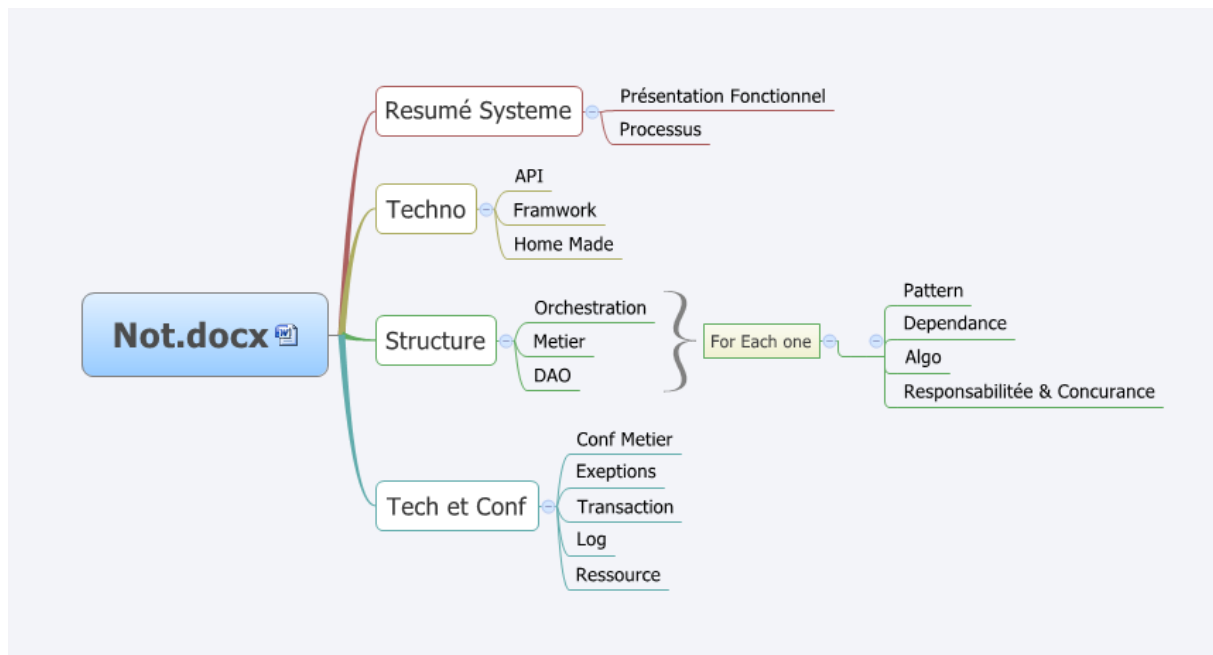 Not.docx
Resumé Systeme
Présentation Fonctionnel
Processus
Techno
API
Framwork
Home Made
Structure
Orchestration
Metier
DAO
For Each one
Pattern
Dependance
Algo
Responsabilitée & Concurance
Tech et Conf
Conf Metier
Exeptions
Transaction
Log
Ressource